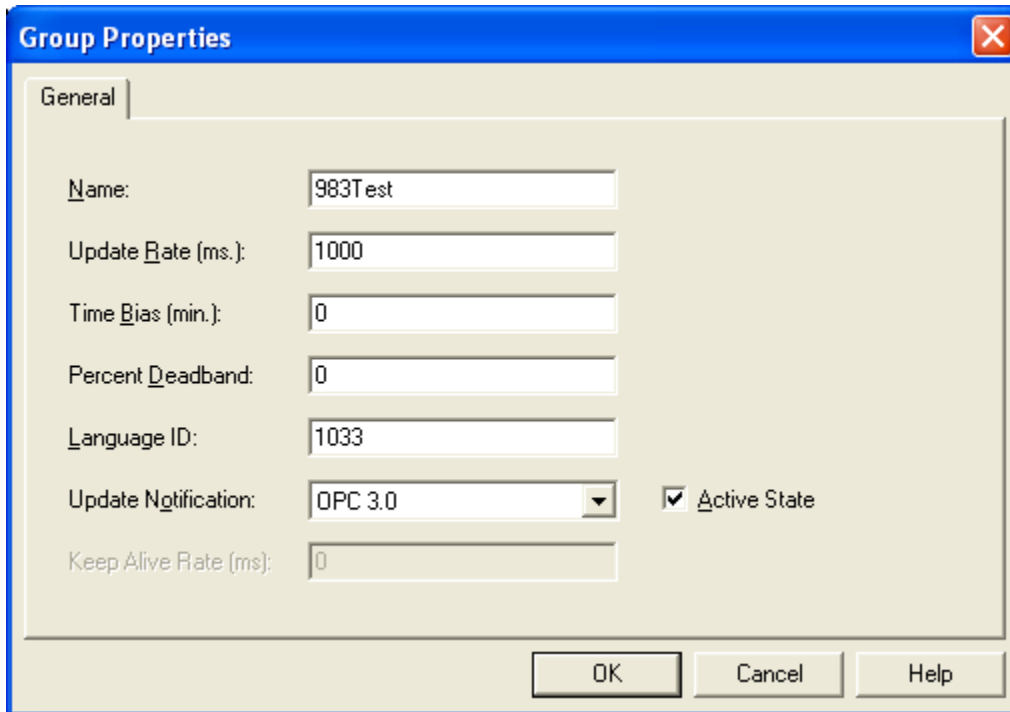 Group Properties
General
Name: 983Test
Update Rate (ms.): 1000
Time Bias (min.): 0
Percent Deadband: 0
Language ID: 1033
Update Notification: OPC 3.0 Active State
Keep Alive Rate (ms): 0
OK Cancel Help